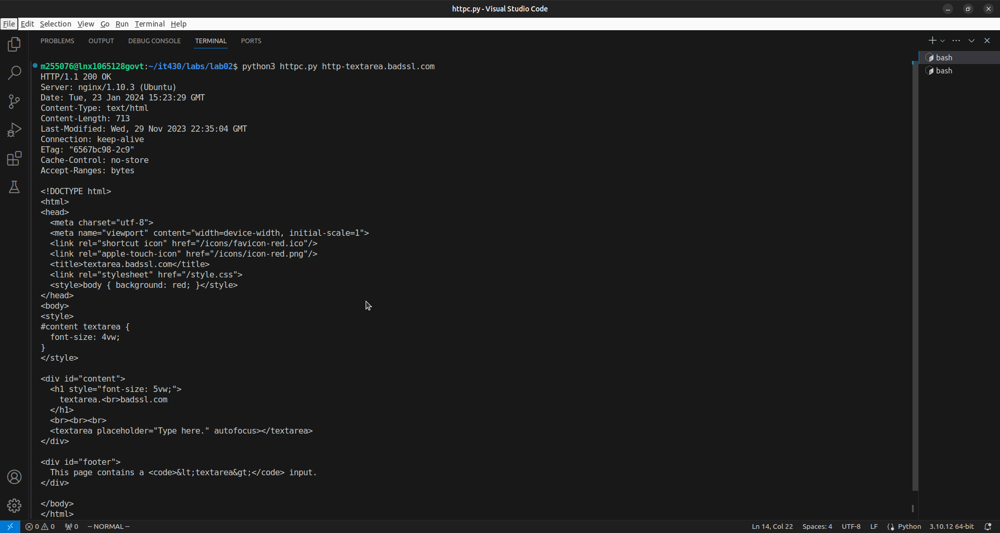 httpc.py - Visual Studio Code
File Edit Selection View Go Run Terminal Help
PROBLEMS OUTPUT DEBUG CONSOLE TERMINAL PORTS
bash
bash
m255076@lnx1065128govt:~/it430/labs/lab02$ python3 httpc.py http-textarea.badssl.com
HTTP/1.1 200 OK
Server: nginx/1.10.3 (Ubuntu)
Date: Tue, 23 Jan 2024 15:23:29 GMT
Content-Type: text/html
Content-Length: 713
Last-Modified: Wed, 29 Nov 2023 22:35:04 GMT
Connection: keep-alive
ETag: "6567bc98-2c9"
Cache-Control: no-store
Accept-Ranges: bytes

<!DOCTYPE html>
<html>
<head>
  <meta charset="utf-8">
  <meta name="viewport" content="width=device-width, initial-scale=1">
  <link rel="shortcut icon" href="/icons/favicon-red.ico"/>
  <link rel="apple-touch-icon" href="/icons/icon-red.png"/>
  <title>textarea.badssl.com</title>
  <link rel="stylesheet" href="/style.css">
  <style>body { background: red; }</style>
</head>
<body>
<style>
#content textarea {
  font-size: 4vw;
}
</style>

<div id="content">
  <h1 style="font-size: 5vw;">
    textarea.<br>badssl.com
  </h1>
  <br><br><br>
  <textarea placeholder="Type here." autofocus></textarea>
</div>

<div id="footer">
  This page contains a <code>&lt;textarea&gt;</code> input.
</div>

</body>
</html>
0 0 0 -- NORMAL -- Ln 14, Col 22 Spaces: 4 UTF-8 LF Python 3.10.12 64-bit